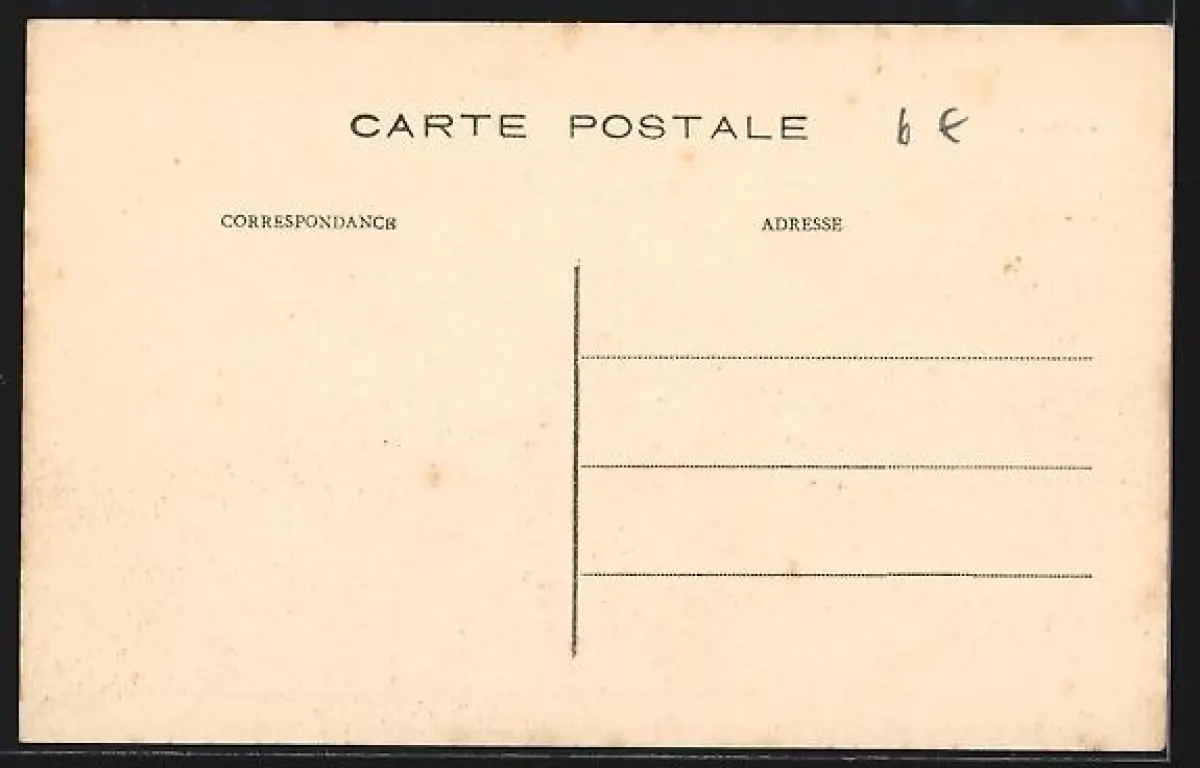 CARTE POSTALE 6 €
CORRESPONDANCE
ADRESSE